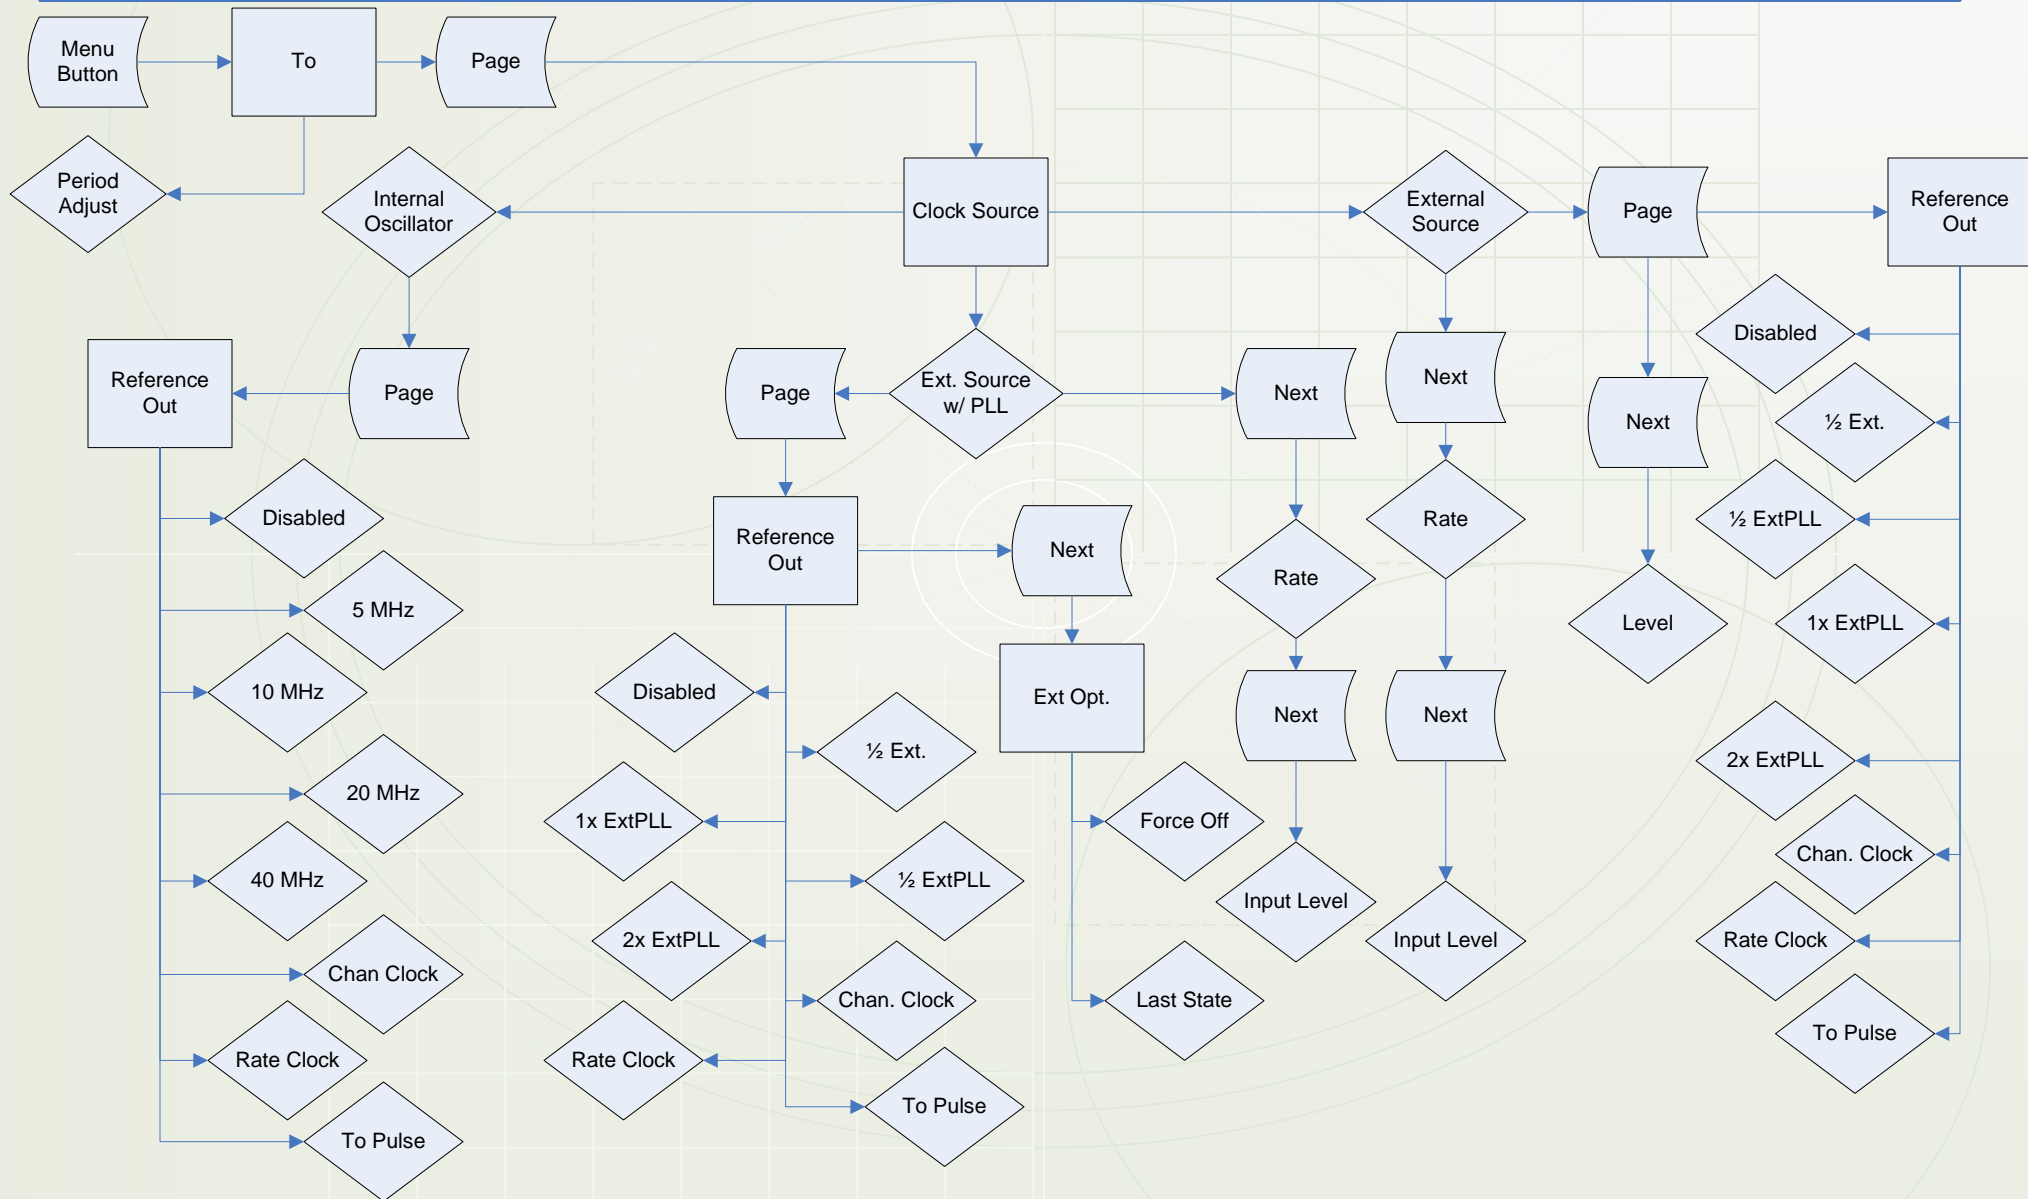 Menu
Button
To
Page
Period
Adjust
Internal
Oscillator
Clock Source
External
Source
Page
Reference
Out
Reference
Out
Page
Page
Ext. Source
w/ PLL
Next
Next
Next
Disabled
½ Ext.
½ ExtPLL
1x ExtPLL
2x ExtPLL
Chan. Clock
Rate Clock
To Pulse
Disabled
5 MHz
10 MHz
20 MHz
40 MHz
Chan Clock
Rate Clock
To Pulse
Reference
Out
Next
Disabled
½ Ext.
1x ExtPLL
½ ExtPLL
2x ExtPLL
Chan. Clock
Rate Clock
To Pulse
Ext Opt.
Force Off
Last State
Rate
Next
Input Level
Rate
Next
Input Level
Level